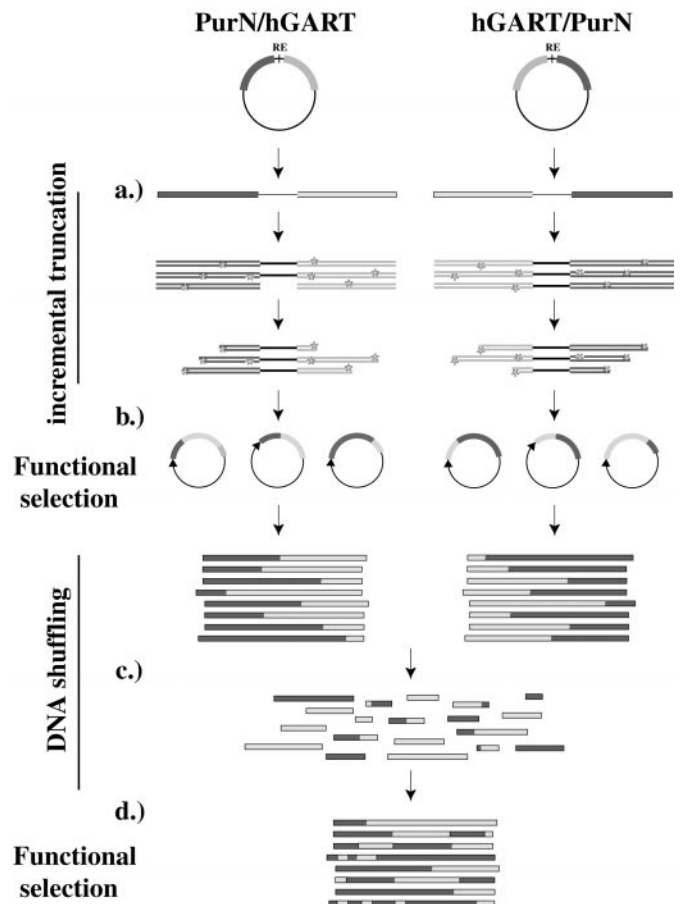 PurN/hGART
hGART/PurN
RE
RE
a.)
incremental truncation
b.)
Functional
selection
DNA shuffling
c.)
d.)
Functional
selection